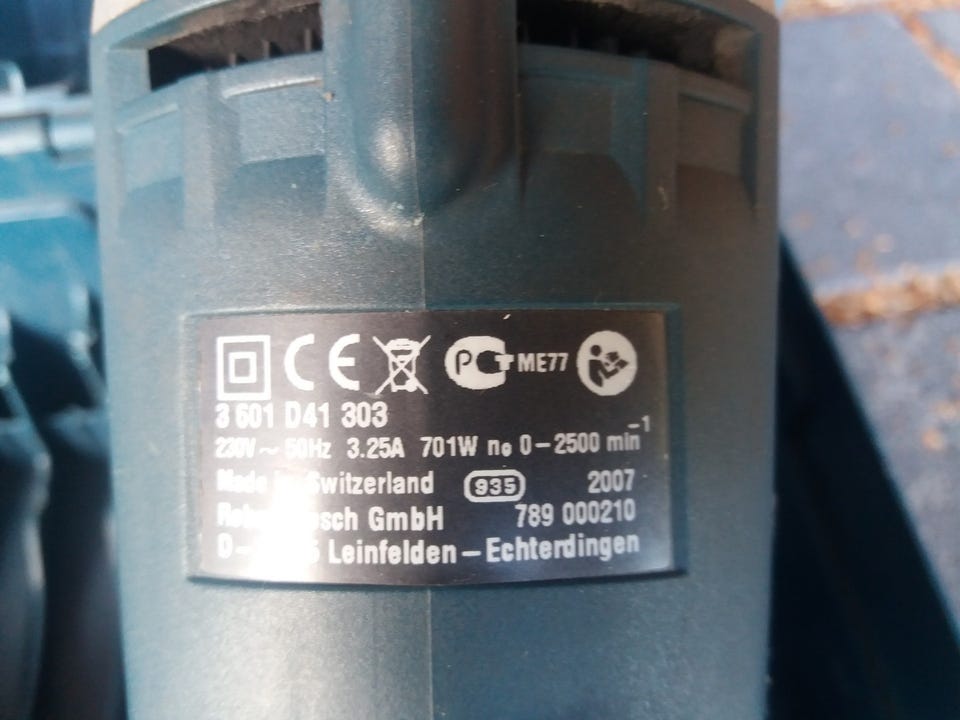 CE PCT ME77
3 601 D41 303
230V ~ 50Hz 3.25A 701W n₀ 0 – 2500 min⁻¹
Switzerland 935 2007
GmbH 789 000210
Leinfelden – Echterdingen